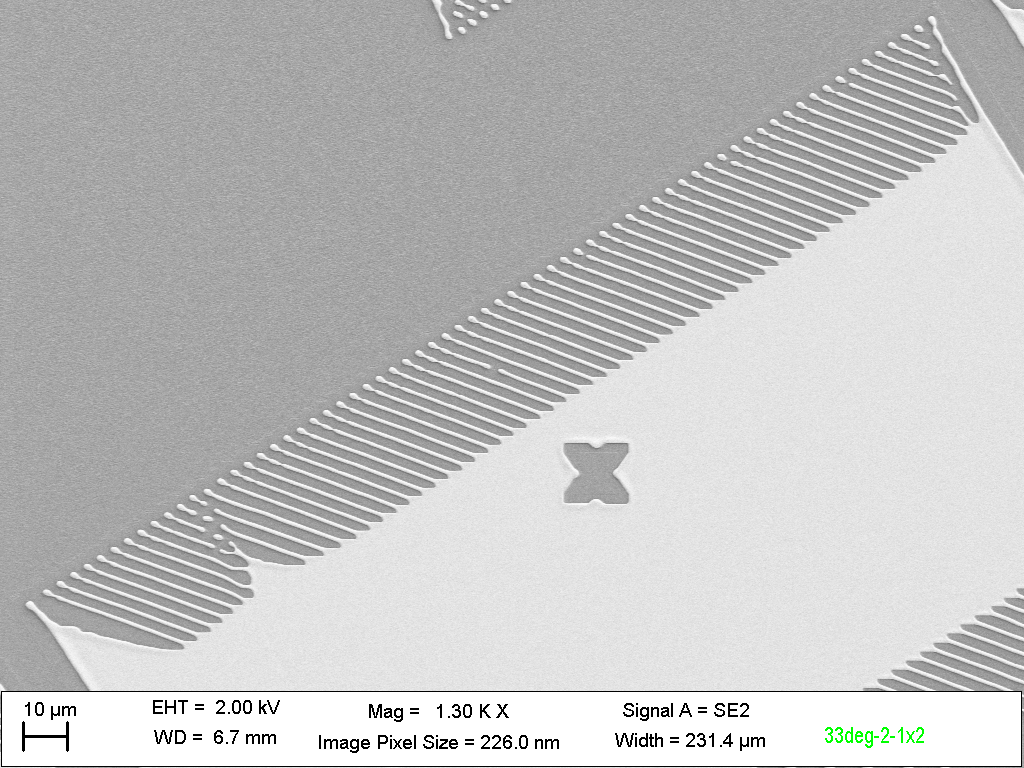 10 µm
EHT = 2.00 kV
WD = 6.7 mm
Mag = 1.30 K X
Image Pixel Size = 226.0 nm
Signal A = SE2
Width = 231.4 µm
33deg-2-1x2